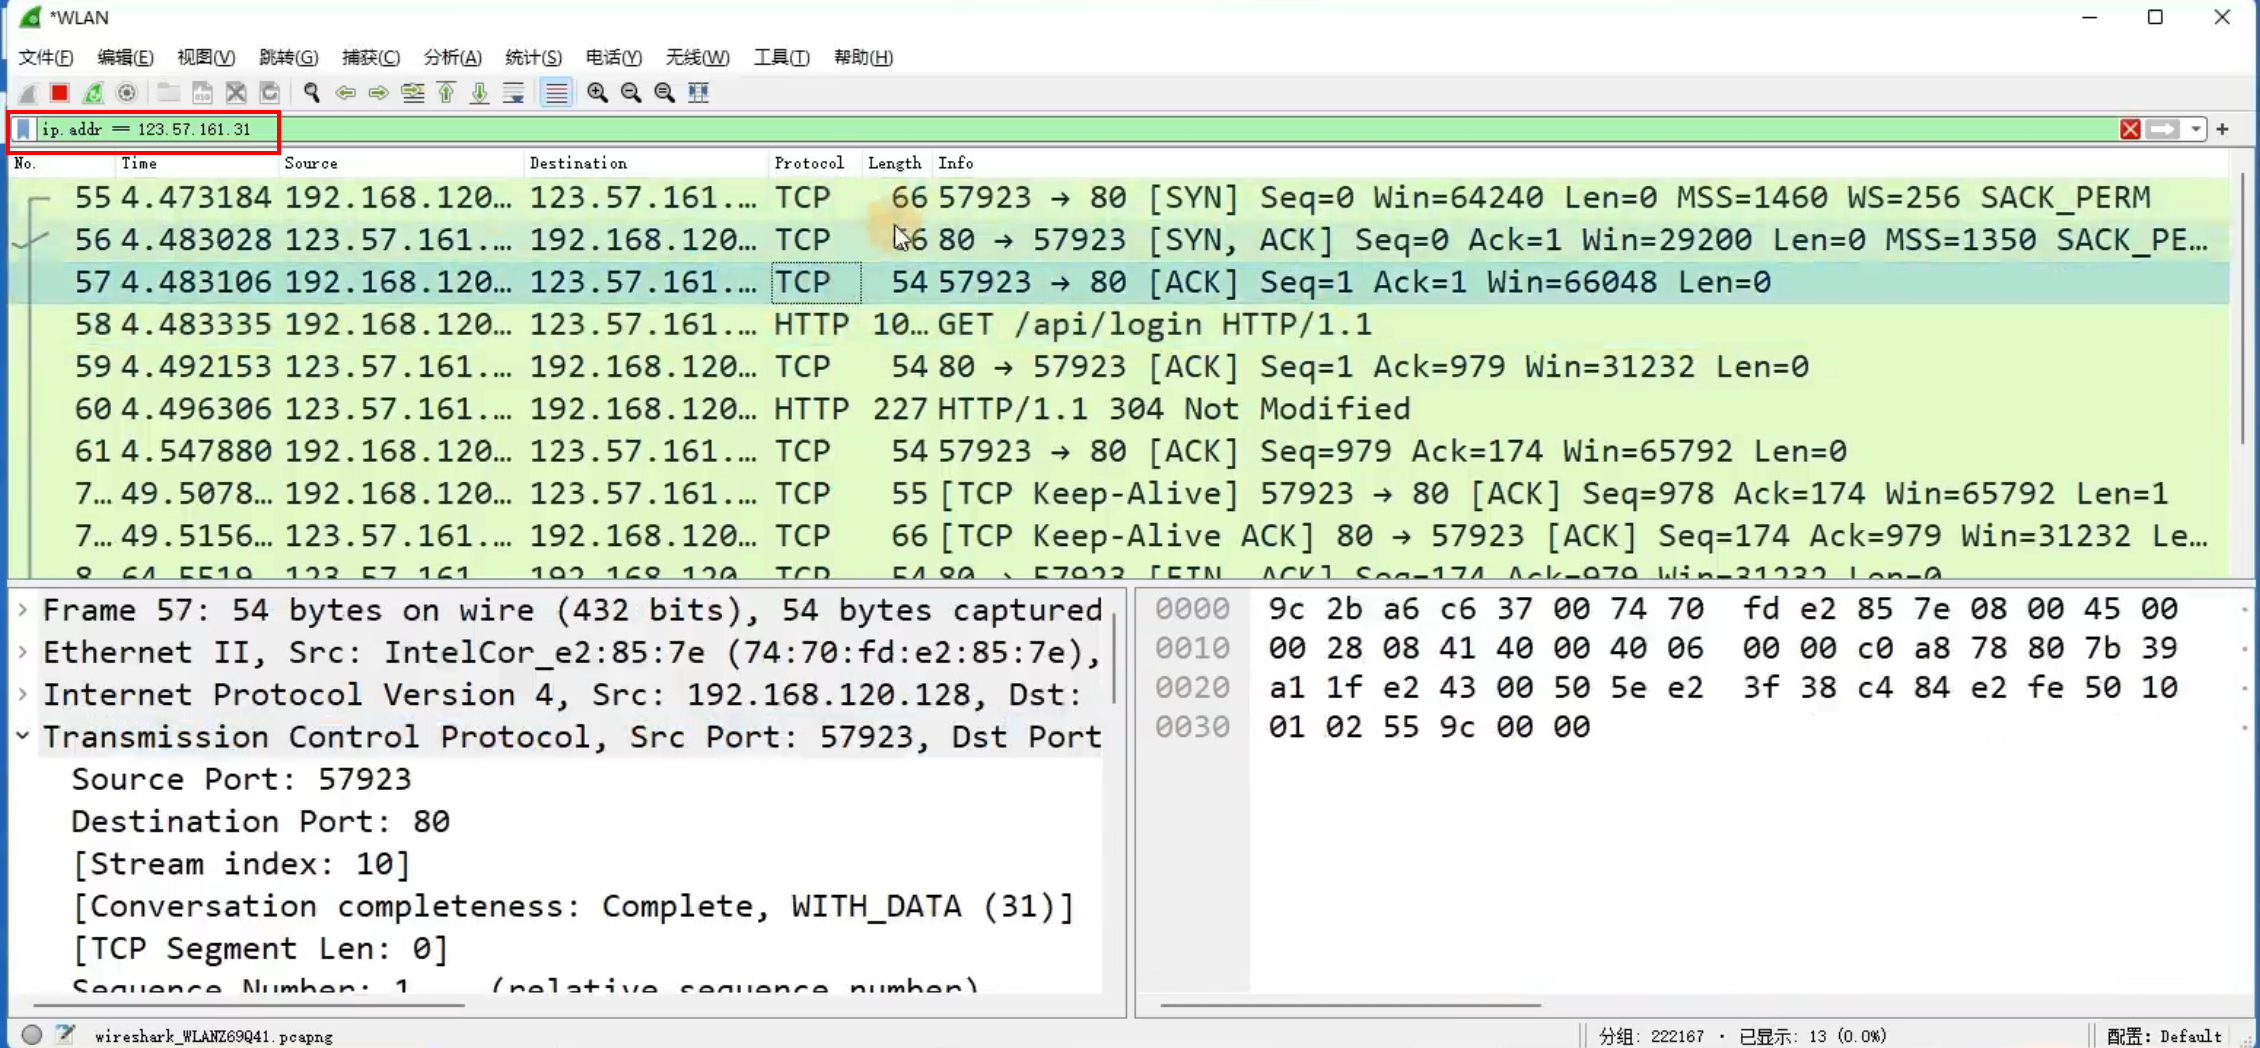 *WLAN
文件(F) 编辑(E) 视图(V) 跳转(G) 捕获(C) 分析(A) 统计(S) 电话(Y) 无线(W) 工具(T) 帮助(H)
ip.addr == 123.57.161.31
No. Time Source Destination Protocol Length Info
55 4.473184 192.168.120… 123.57.161.… TCP 66 57923 → 80 [SYN] Seq=0 Win=64240 Len=0 MSS=1460 WS=256 SACK_PERM
56 4.483028 123.57.161.… 192.168.120… TCP 6 80 → 57923 [SYN, ACK] Seq=0 Ack=1 Win=29200 Len=0 MSS=1350 SACK_PE…
57 4.483106 192.168.120… 123.57.161.… TCP 54 57923 → 80 [ACK] Seq=1 Ack=1 Win=66048 Len=0
58 4.483335 192.168.120… 123.57.161.… HTTP 10… GET /api/login HTTP/1.1
59 4.492153 123.57.161.… 192.168.120… TCP 54 80 → 57923 [ACK] Seq=1 Ack=979 Win=31232 Len=0
60 4.496306 123.57.161.… 192.168.120… HTTP 227 HTTP/1.1 304 Not Modified
61 4.547880 192.168.120… 123.57.161.… TCP 54 57923 → 80 [ACK] Seq=979 Ack=174 Win=65792 Len=0
7… 49.5078… 192.168.120… 123.57.161.… TCP 55 [TCP Keep-Alive] 57923 → 80 [ACK] Seq=978 Ack=174 Win=65792 Len=1
7… 49.5156… 123.57.161.… 192.168.120… TCP 66 [TCP Keep-Alive ACK] 80 → 57923 [ACK] Seq=174 Ack=979 Win=31232 Le…
8 64.5519 123.57.161 192.168.120 TCP 54 80 → 57923 [FIN, ACK] Seq=174 Ack=979 Win=31232 Len=0
Frame 57: 54 bytes on wire (432 bits), 54 bytes captured
Ethernet II, Src: IntelCor_e2:85:7e (74:70:fd:e2:85:7e),
Internet Protocol Version 4, Src: 192.168.120.128, Dst:
Transmission Control Protocol, Src Port: 57923, Dst Port
Source Port: 57923
Destination Port: 80
[Stream index: 10]
[Conversation completeness: Complete, WITH_DATA (31)]
[TCP Segment Len: 0]
Sequence Number: 1 (relative sequence number)
0000 9c 2b a6 c6 37 00 74 70 fd e2 85 7e 08 00 45 00
0010 00 28 08 41 40 00 40 06 00 00 c0 a8 78 80 7b 39
0020 a1 1f e2 43 00 50 5e e2 3f 38 c4 84 e2 fe 50 10
0030 01 02 55 9c 00 00
wireshark_WLANZ69Q41.pcapng
分组: 222167 · 已显示: 13 (0.0%)
配置: Default